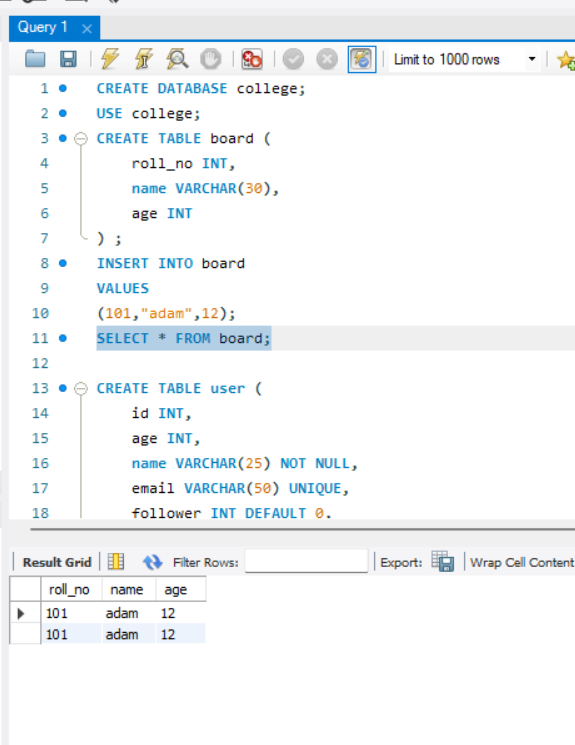 Query 1
Limit to 1000 rows
1 CREATE DATABASE college;
2 USE college;
3 CREATE TABLE board (
4 roll_no INT,
5 name VARCHAR(30),
6 age INT
7 ) ;
8 INSERT INTO board
9 VALUES
10 (101,"adam",12);
11 SELECT * FROM board;
12
13 CREATE TABLE user (
14 id INT,
15 age INT,
16 name VARCHAR(25) NOT NULL,
17 email VARCHAR(50) UNIQUE,
18 follower INT DEFAULT 0,
Result Grid Filter Rows: Export: Wrap Cell Content
roll_no name age
101 adam 12
101 adam 12